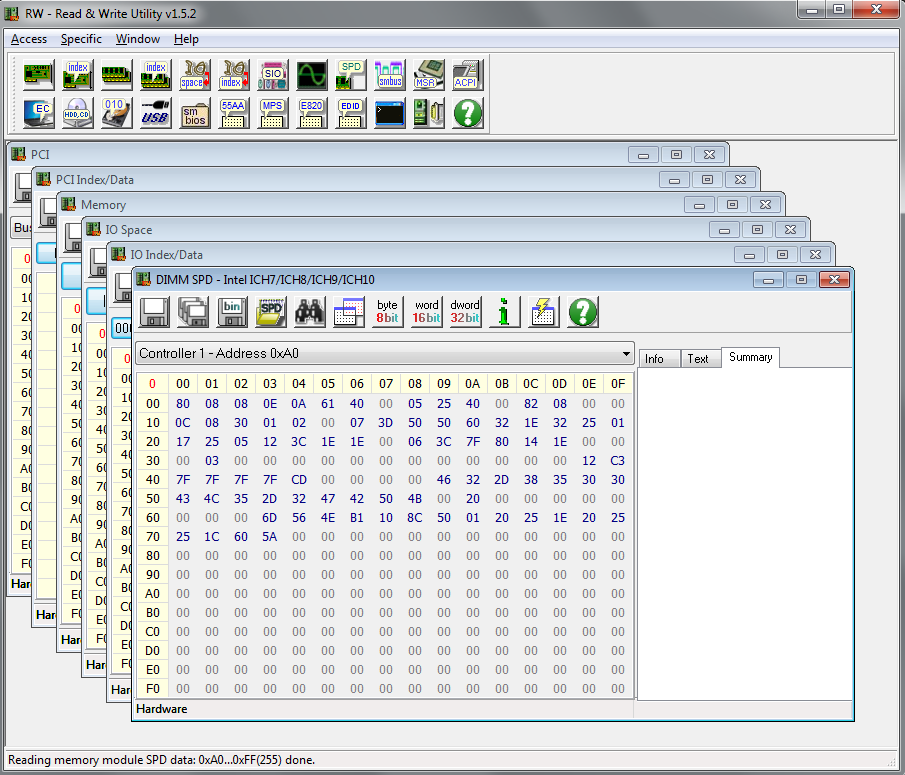 RW - Read & Write Utility v1.5.2
Access Specific Window Help
index index IO space IO index SIO SPD smbus MSR ACPI
EC HDD,CD 010 USB sm bios 55AA MPS E820 EDID
PCI
PCI Index/Data
Memory
IO Space
IO Index/Data
DIMM SPD - Intel ICH7/ICH8/ICH9/ICH10
bin SPD byte 8bit word 16bit dword 32bit
Controller 1 - Address 0xA0
Info Text Summary
0 00 01 02 03 04 05 06 07 08 09 0A 0B 0C 0D 0E 0F
00 80 08 08 0E 0A 61 40 00 05 25 40 00 82 08 00 00
10 0C 08 30 01 02 00 07 3D 50 50 60 32 1E 32 25 01
20 17 25 05 12 3C 1E 1E 00 06 3C 7F 80 14 1E 00 00
30 00 03 00 00 00 00 00 00 00 00 00 00 00 00 12 C3
40 7F 7F 7F 7F CD 00 00 00 00 46 32 2D 38 35 30 30
50 43 4C 35 2D 32 47 42 50 4B 00 20 00 00 00 00 00
60 00 00 00 6D 56 4E B1 10 8C 50 01 20 25 1E 20 25
70 25 1C 60 5A 00 00 00 00 00 00 00 00 00 00 00 00
80 00 00 00 00 00 00 00 00 00 00 00 00 00 00 00 00
90 00 00 00 00 00 00 00 00 00 00 00 00 00 00 00 00
A0 00 00 00 00 00 00 00 00 00 00 00 00 00 00 00 00
B0 00 00 00 00 00 00 00 00 00 00 00 00 00 00 00 00
C0 00 00 00 00 00 00 00 00 00 00 00 00 00 00 00 00
D0 00 00 00 00 00 00 00 00 00 00 00 00 00 00 00 00
E0 00 00 00 00 00 00 00 00 00 00 00 00 00 00 00 00
F0 00 00 00 00 00 00 00 00 00 00 00 00 00 00 00 00
Hardware
Reading memory module SPD data: 0xA0...0xFF(255) done.